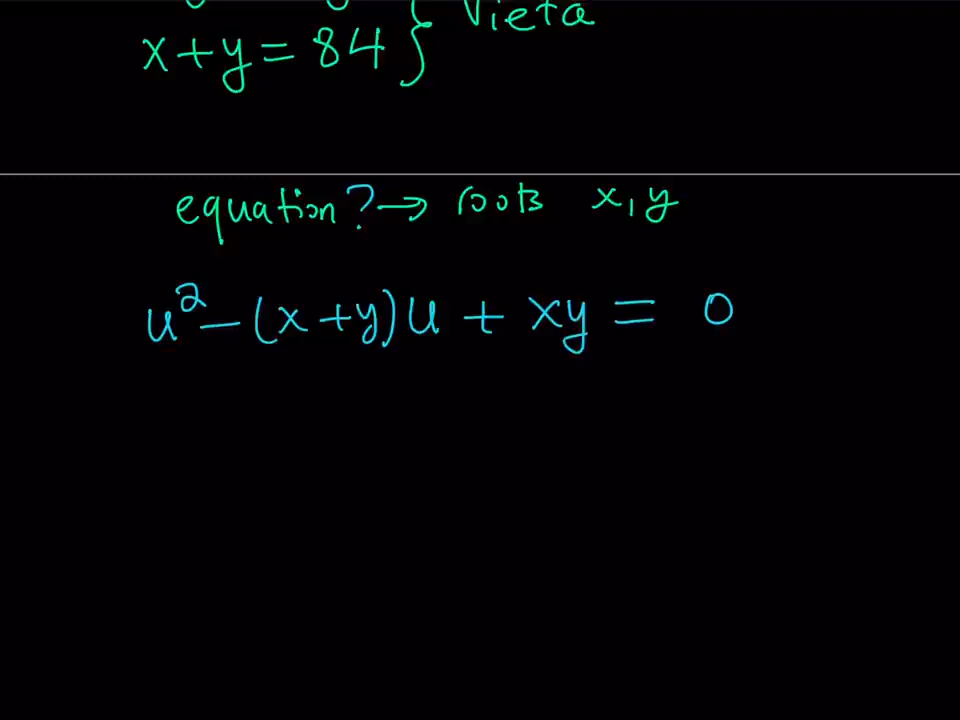 Vieta
x+y=84}
equation?→ roots x,y
u²-(x+y)u+xy=0